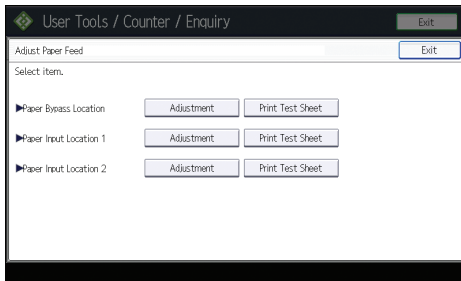 User Tools / Counter / Enquiry Exit
Adjust Paper Feed Exit
Select item.
Paper Bypass Location Adjustment Print Test Sheet
Paper Input Location 1 Adjustment Print Test Sheet
Paper Input Location 2 Adjustment Print Test Sheet